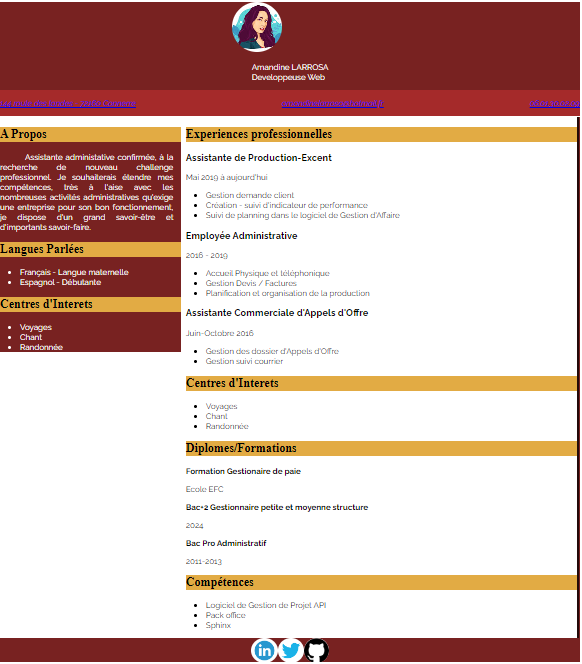 Amandine LARROSA
Developpeuse Web
A Propos
Assistante administative confirmée, à la
recherche de nouveau challenge
professionnel. Je souhaiterais étendre mes
compétences, très à l'aise avec les
nombreuses activités administratives qu'exige
une entreprise pour son bon fonctionnement,
je dispose d'un grand savoir-être et
d'importants savoir-faire.
Langues Parlées
Français - Langue maternelle
Espagnol - Débutante
Centres d'Interets
Voyages
Chant
Randonnée
Experiences professionnelles
Assistante de Production-Excent
Mai 2019 à aujourd'hui
Gestion demande client
Création - suivi d'indicateur de performance
Suivi de planning dans le logiciel de Gestion d'Affaire
Employée Administrative
2016 - 2019
Accueil Physique et téléphonique
Gestion Devis / Factures
Planification et organisation de la production
Assistante Commerciale d'Appels d'Offre
Juin-Octobre 2016
Gestion des dossier d'Appels d'Offre
Gestion suivi courrier
Centres d'Interets
Voyages
Chant
Randonnée
Diplomes/Formations
Formation Gestionaire de paie
Ecole EFC
Bac+2 Gestionnaire petite et moyenne structure
2024
Bac Pro Administratif
2011-2013
Compétences
Logiciel de Gestion de Projet API
Pack office
Sphinx
in